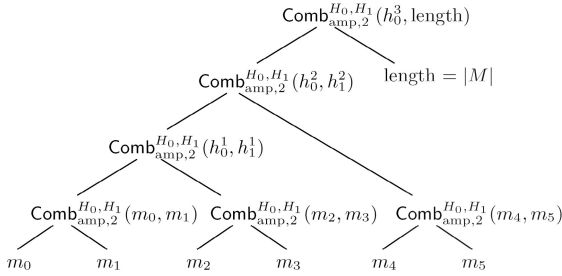 Comb^{H_0,H_1}_{amp,2}(h_0^3, length)
Comb^{H_0,H_1}_{amp,2}(h_0^2, h_1^2) length = |M|
Comb^{H_0,H_1}_{amp,2}(h_0^1, h_1^1)
Comb^{H_0,H_1}_{amp,2}(m_0, m_1) Comb^{H_0,H_1}_{amp,2}(m_2, m_3) Comb^{H_0,H_1}_{amp,2}(m_4, m_5)
m_0 m_1 m_2 m_3 m_4 m_5